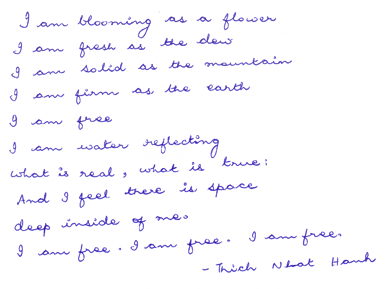 I am blooming as a flower
I am fresh as the dew
I am solid as the mountain
I am firm as the earth
I am free
I am water reflecting
what is real, what is true:
And I feel there is space
deep inside of me.
I am free. I am free. I am free.
- Thich Nhat Hanh